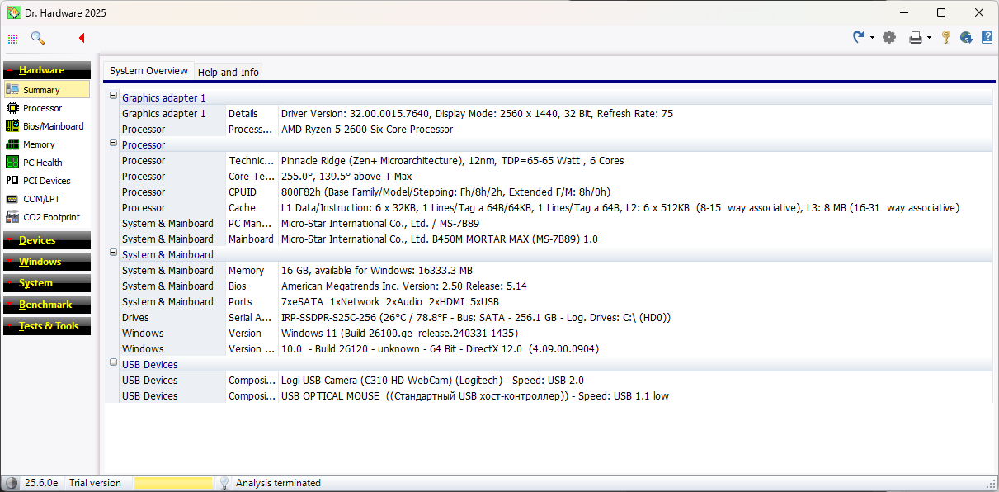 Dr. Hardware 2025
Hardware
Summary
Processor
Bios/Mainboard
Memory
PC Health
PCI PCI Devices
COM/LPT
CO2 Footprint
Devices
Windows
System
Benchmark
Tests & Tools
System Overview Help and Info
Graphics adapter 1
Graphics adapter 1 Details Driver Version: 32.00.0015.7640, Display Mode: 2560 x 1440, 32 Bit, Refresh Rate: 75
Processor Process... AMD Ryzen 5 2600 Six-Core Processor
Processor
Processor Technic... Pinnacle Ridge (Zen+ Microarchitecture), 12nm, TDP=65-65 Watt , 6 Cores
Processor Core Te... 255.0°, 139.5° above T Max
Processor CPUID 800F82h (Base Family/Model/Stepping: Fh/8h/2h, Extended F/M: 8h/0h)
Processor Cache L1 Data/Instruction: 6 x 32KB, 1 Lines/Tag a 64B/64KB, 1 Lines/Tag a 64B, L2: 6 x 512KB (8-15 way associative), L3: 8 MB (16-31 way associative)
System & Mainboard PC Man... Micro-Star International Co., Ltd. / MS-7B89
System & Mainboard Mainboard Micro-Star International Co., Ltd. B450M MORTAR MAX (MS-7B89) 1.0
System & Mainboard
System & Mainboard Memory 16 GB, available for Windows: 16333.3 MB
System & Mainboard Bios American Megatrends Inc. Version: 2.50 Release: 5.14
System & Mainboard Ports 7xeSATA 1xNetwork 2xAudio 2xHDMI 5xUSB
Drives Serial A... IRP-SSDPR-S25C-256 (26°C / 78.8°F - Bus: SATA - 256.1 GB - Log. Drives: C:\ (HD0))
Windows Version Windows 11 (Build 26100.ge_release.240331-1435)
Windows Version ... 10.0 - Build 26120 - unknown - 64 Bit - DirectX 12.0 (4.09.00.0904)
USB Devices
USB Devices Composi... Logi USB Camera (C310 HD WebCam) (Logitech) - Speed: USB 2.0
USB Devices Composi... USB OPTICAL MOUSE ((Стандартный USB хост-контроллер)) - Speed: USB 1.1 low
25.6.0e Trial version Analysis terminated